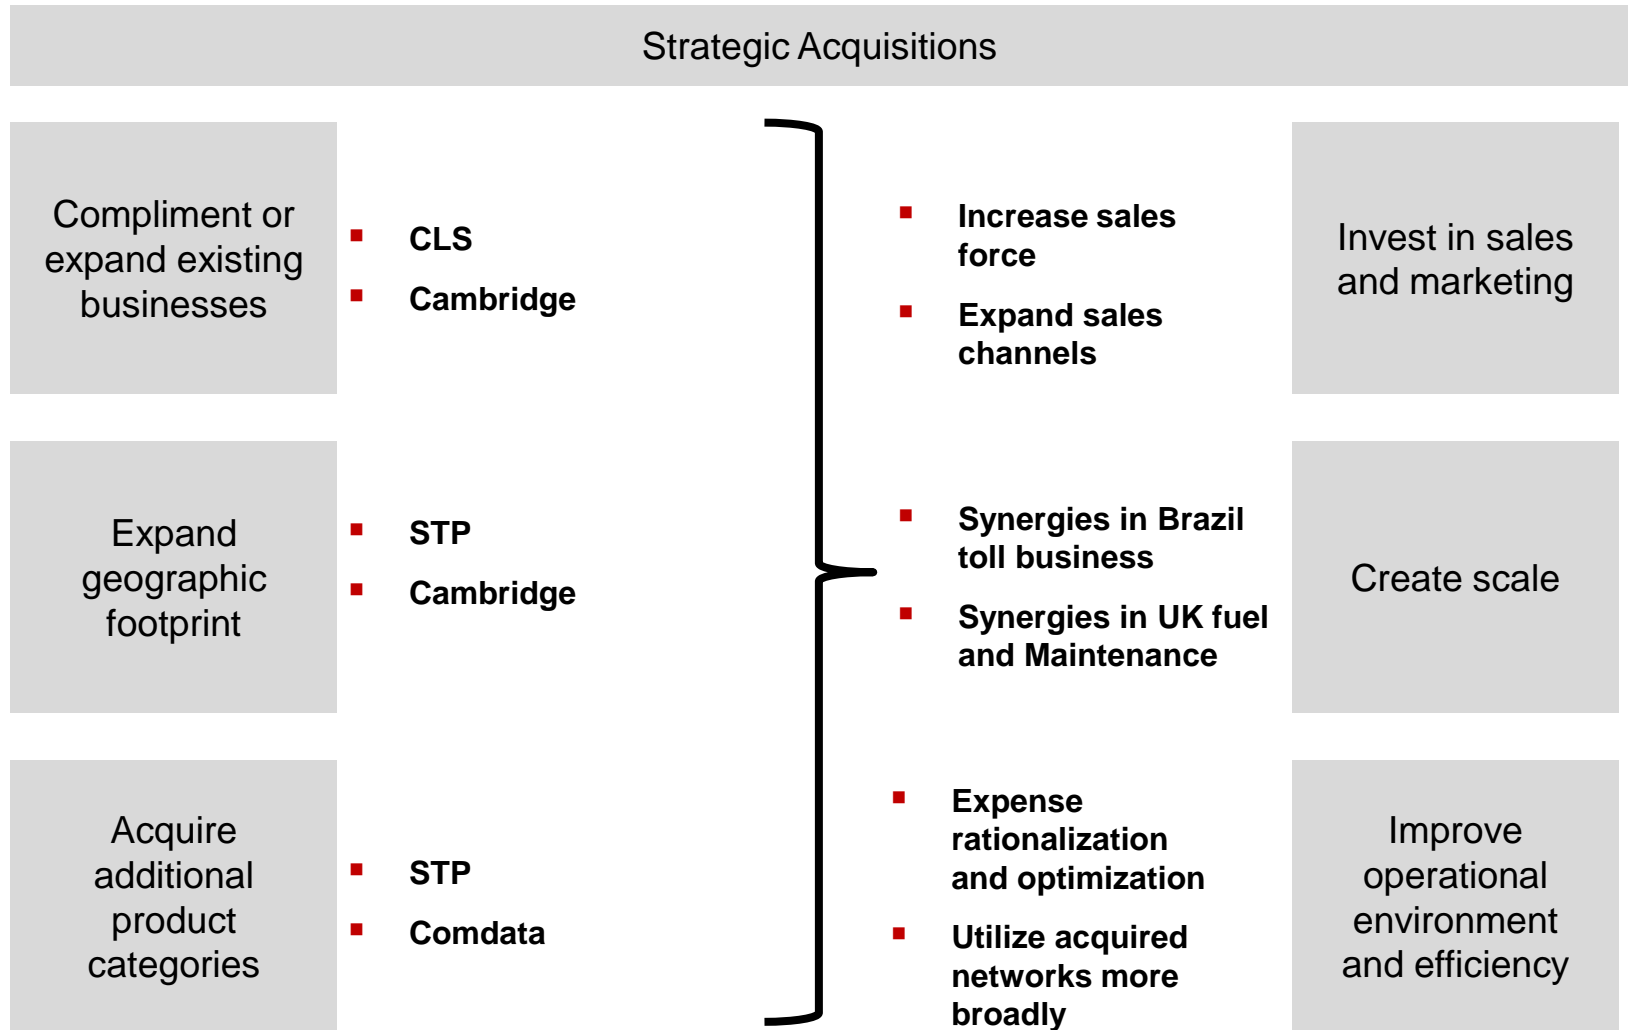 Strategic Acquisitions
Compliment or
expand existing
businesses
CLS
Cambridge
Increase sales
force
Expand sales
channels
Invest in sales
and marketing
Expand
geographic
footprint
STP
Cambridge
Synergies in Brazil
toll business
Synergies in UK fuel
and Maintenance
Create scale
Acquire
additional
product
categories
STP
Comdata
Expense
rationalization
and optimization
Utilize acquired
networks more
broadly
Improve
operational
environment
and efficiency